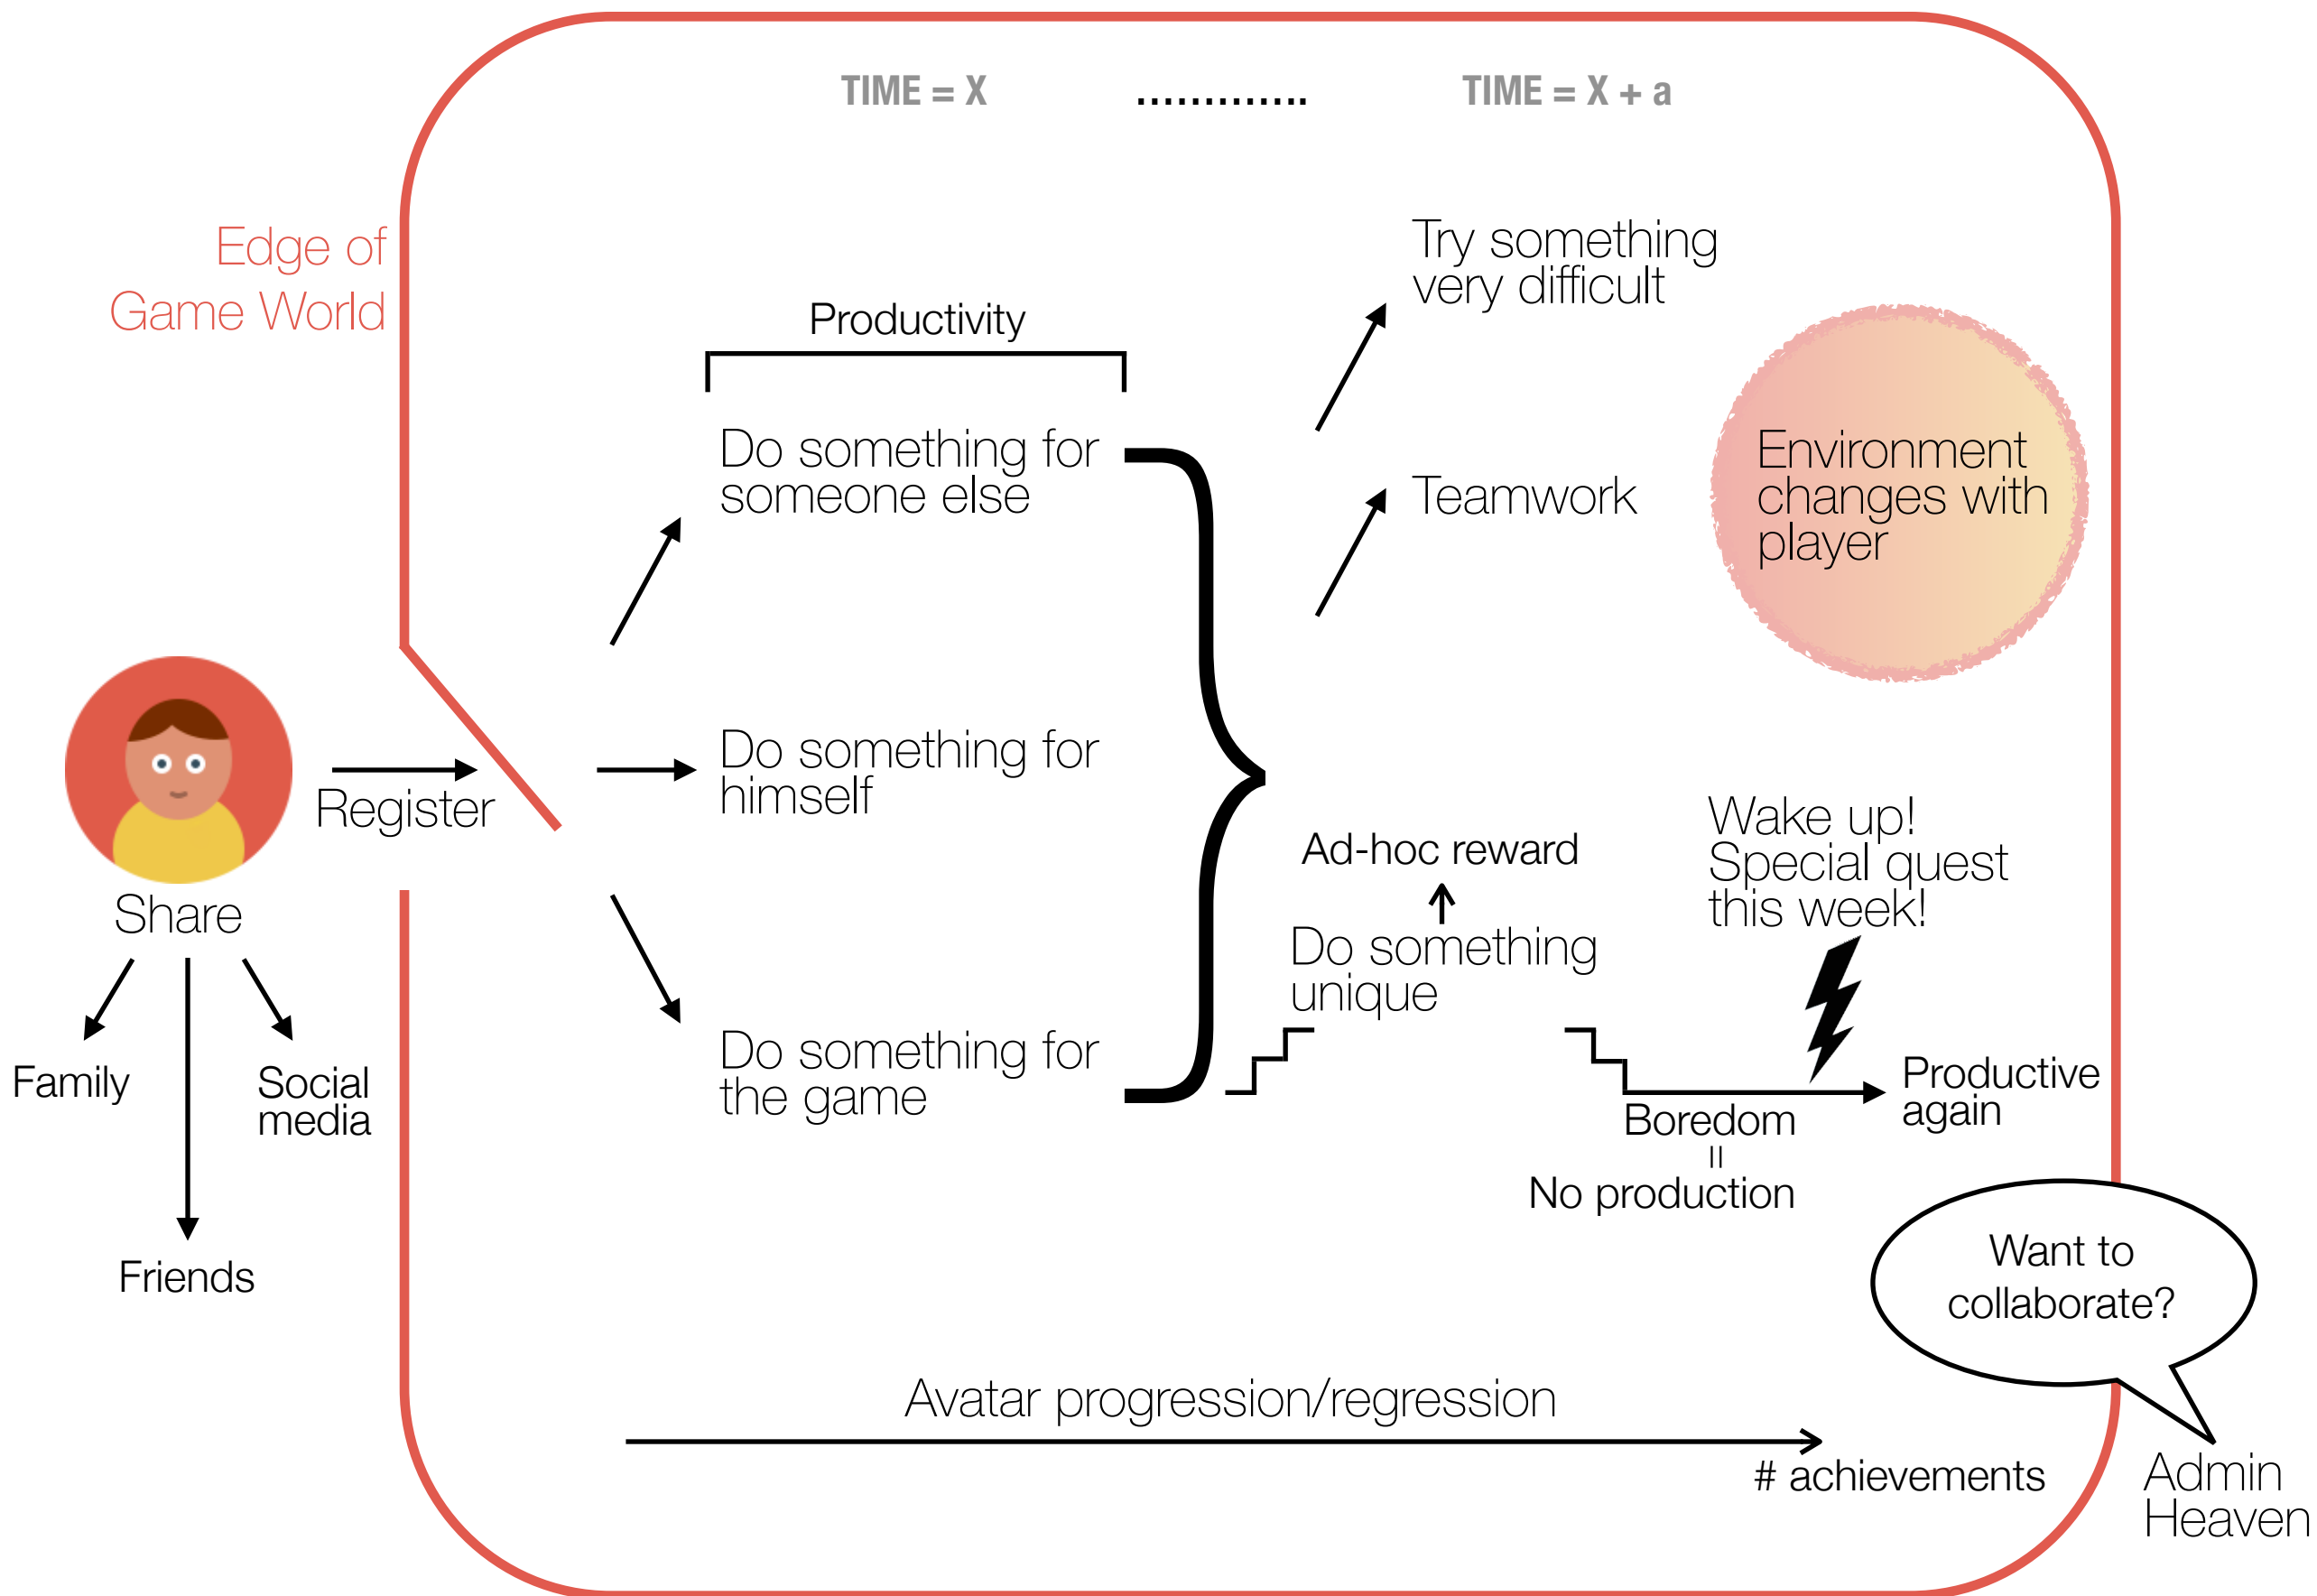 TIME = X
.............
TIME = X + a
Edge of
Game World
Productivity
Try something
very difficult
Do something for
someone else
Teamwork
Environment
changes with
player
Register
Do something for
himself
Share
Family
Social
media
Friends
Do something for
the game
Ad-hoc reward
Do something
unique
Wake up!
Special quest
this week!
Boredom
=
No production
Productive
again
Want to
collaborate?
Avatar progression/regression
# achievements
Admin
Heaven